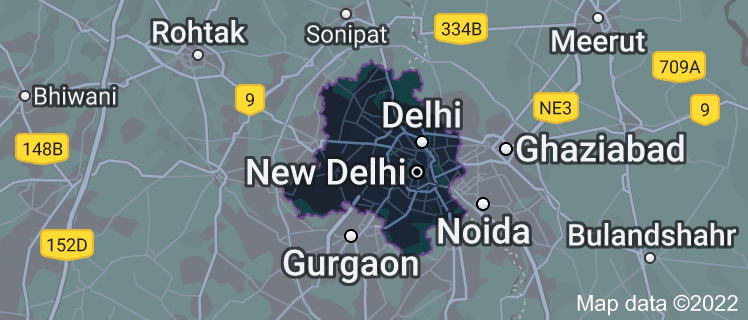 334B
Rohtak
Sonipat
Meerut
709A
Bhiwani
9
NE3
9
Delhi
148B
Ghaziabad
New Delhi
Noida
152D
Bulandshahr
Gurgaon
Map data ©2022